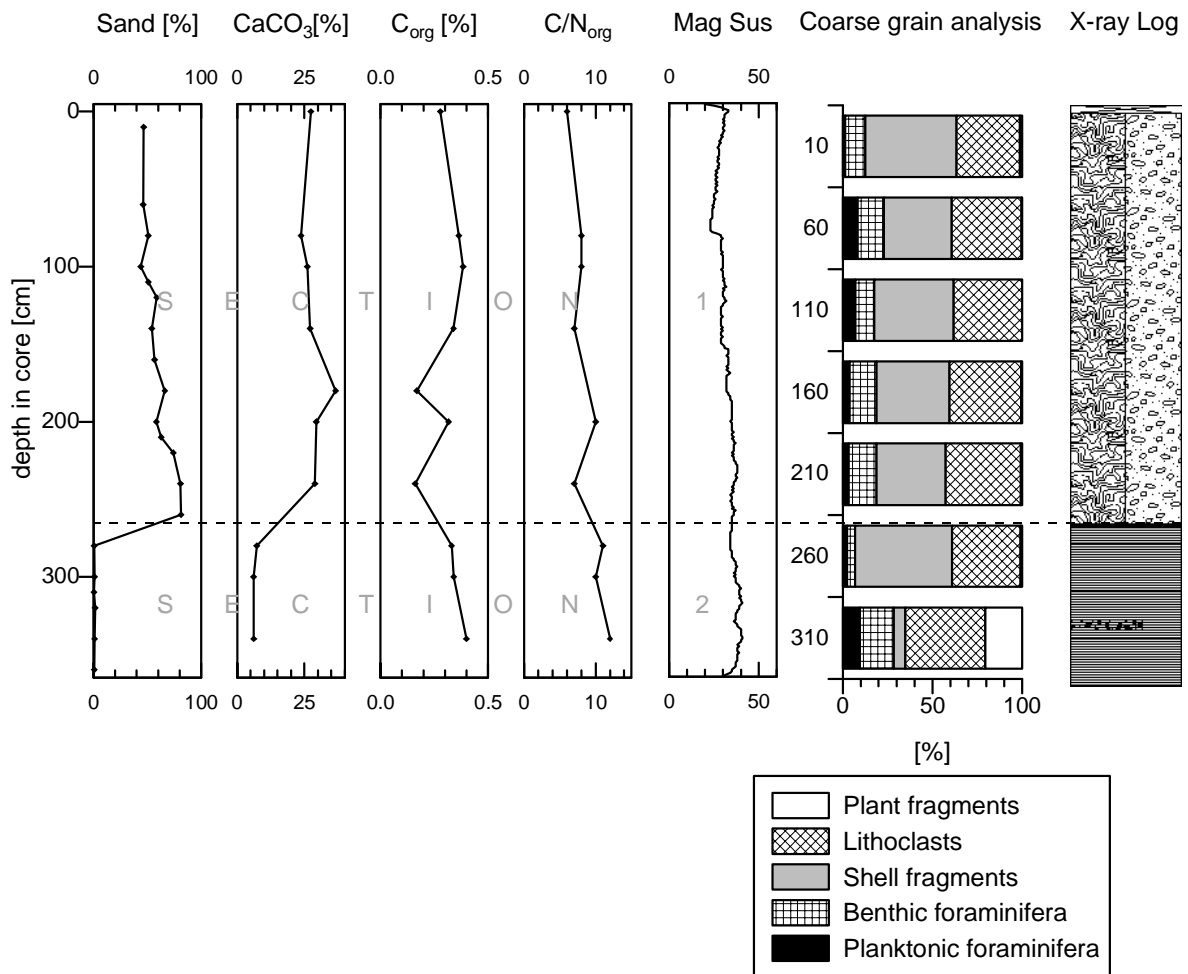 Sand [%] CaCO3[%] Corg [%] C/Norg Mag Sus Coarse grain analysis X-ray Log
0 100 0 25 0.0 0.5 0 10 0 50
0
10
60
100
110
S E C T I O N 1
160
200
210
260
300
S E C T I O N 2
310
depth in core [cm]
0 100 0 25 0.0 0.5 0 10 0 50 0 50 100
[%]
Plant fragments
Lithoclasts
Shell fragments
Benthic foraminifera
Planktonic foraminifera